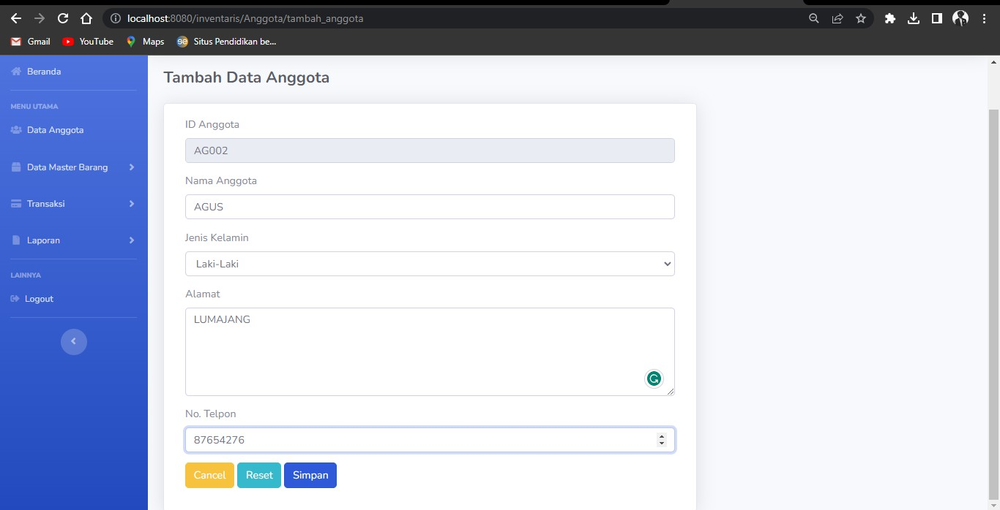 localhost:8080/inventaris/Anggota/tambah_anggota
Gmail YouTube Maps Situs Pendidikan be...
Beranda
MENU UTAMA
Data Anggota
Data Master Barang
Transaksi
Laporan
LAINNYA
Logout
Tambah Data Anggota
ID Anggota
AG002
Nama Anggota
AGUS
Jenis Kelamin
Laki-Laki
Alamat
LUMAJANG
No. Telpon
87654276
Cancel Reset Simpan